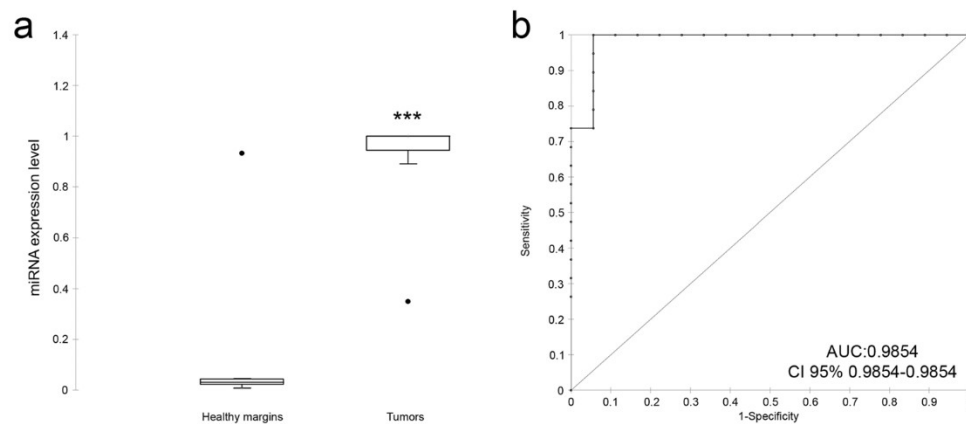 a
miRNA expression level
1.4
1.2
1
0.8
0.6
0.4
0.2
0
***
Healthy margins
Tumors
b
Sensitivity
1
0.9
0.8
0.7
0.6
0.5
0.4
0.3
0.2
0.1
0
0 0.1 0.2 0.3 0.4 0.5 0.6 0.7 0.8 0.9
1-Specificity
AUC:0.9854
CI 95% 0.9854-0.9854